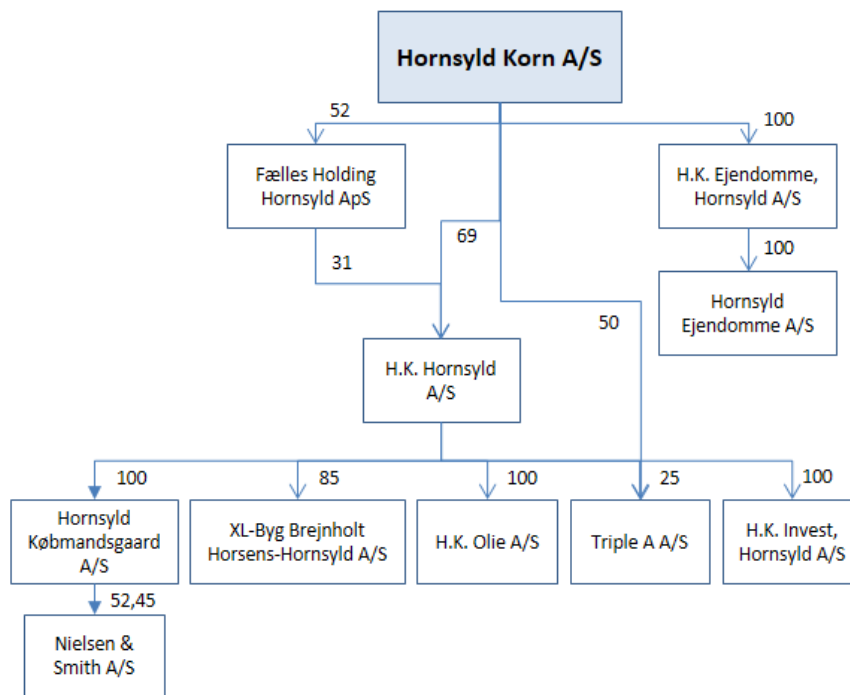 Hornsyld Korn A/S
52
100
Fælles Holding
Hornsyld ApS
H.K. Ejendomme,
Hornsyld A/S
31
69
100
50
Hornsyld
Ejendomme A/S
H.K. Hornsyld
A/S
100
85
100
25
100
Hornsyld
Købmandsgaard
A/S
XL-Byg Brejnholt
Horsens-Hornsyld A/S
H.K. Olie A/S
Triple A A/S
H.K. Invest,
Hornsyld A/S
52,45
Nielsen &
Smith A/S